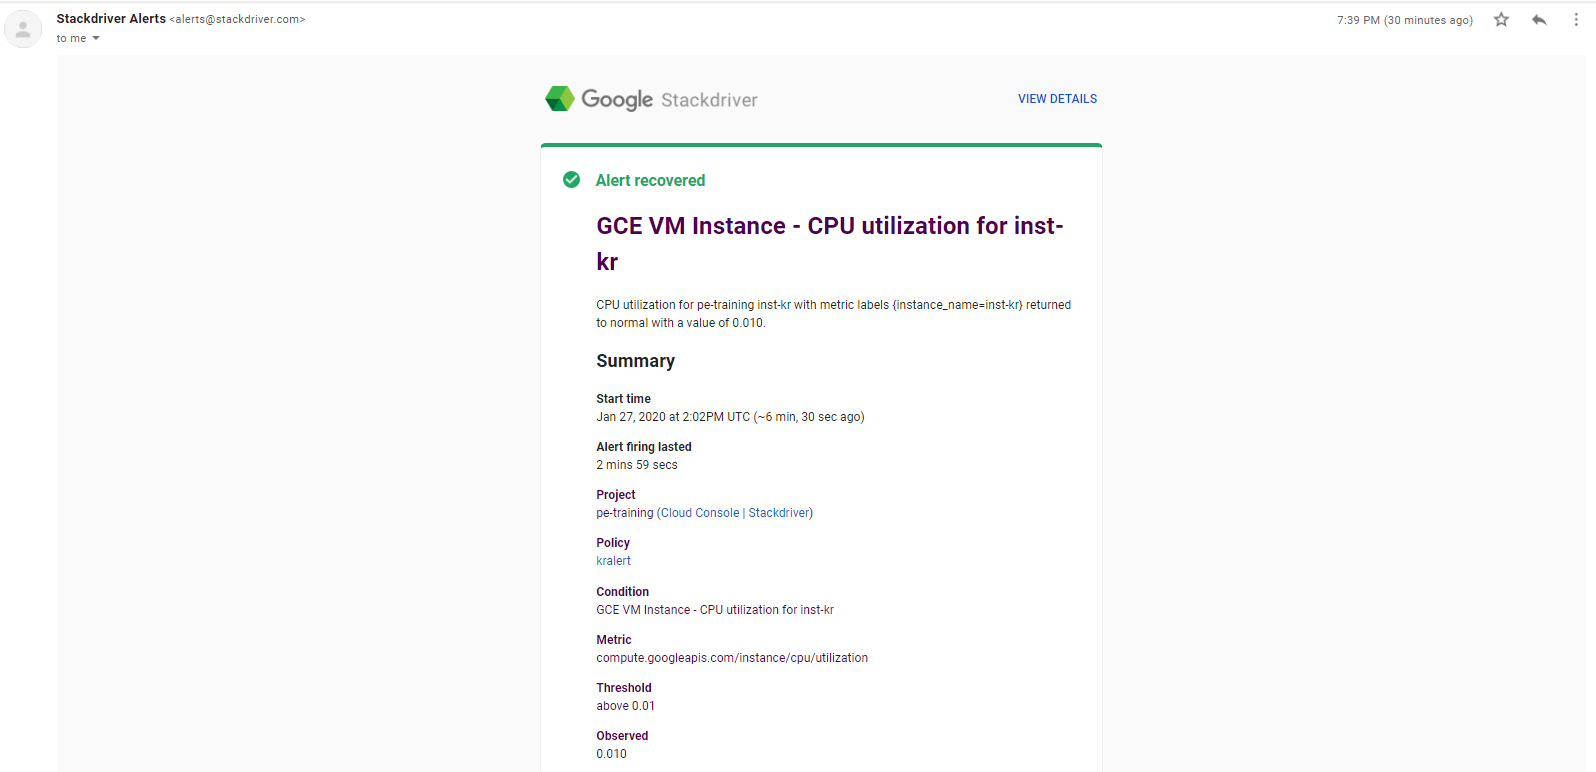 Stackdriver Alerts <alerts@stackdriver.com>
7:39 PM (30 minutes ago)
to me
Google Stackdriver
VIEW DETAILS
Alert recovered
GCE VM Instance - CPU utilization for inst-
kr
CPU utilization for pe-training inst-kr with metric labels {instance_name=inst-kr} returned
to normal with a value of 0.010.
Summary
Start time
Jan 27, 2020 at 2:02PM UTC (~6 min, 30 sec ago)
Alert firing lasted
2 mins 59 secs
Project
pe-training (Cloud Console | Stackdriver)
Policy
kralert
Condition
GCE VM Instance - CPU utilization for inst-kr
Metric
compute.googleapis.com/instance/cpu/utilization
Threshold
above 0.01
Observed
0.010